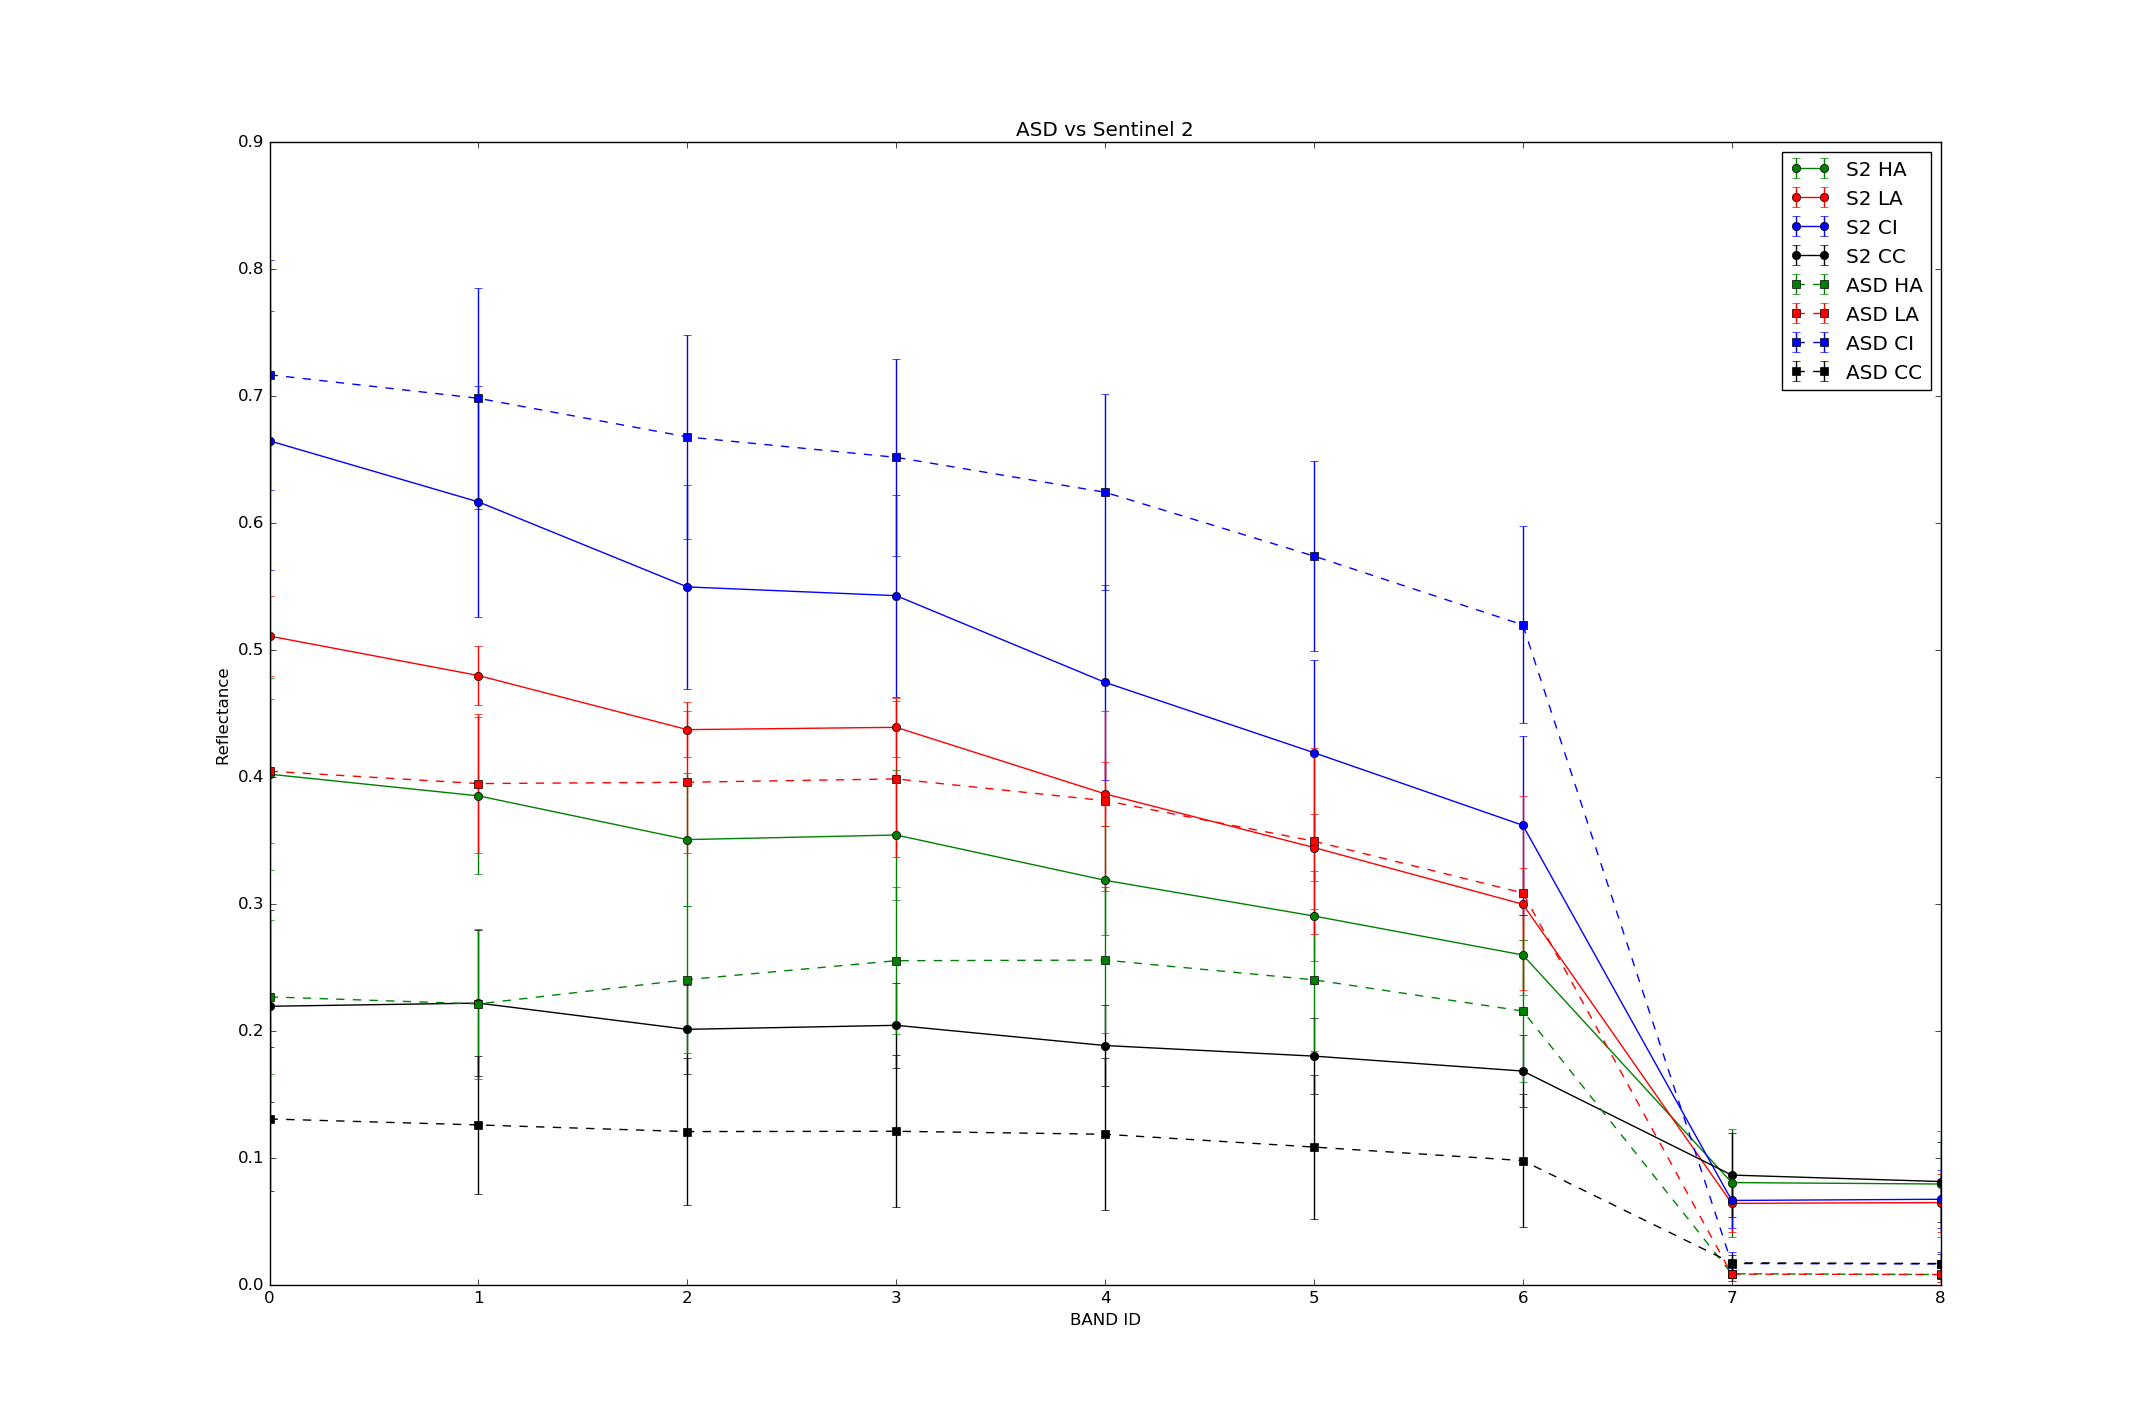 ASD vs Sentinel 2
0.9
0.8
0.7
0.6
0.5
0.4
0.3
0.2
0.1
0.0
Reflectance
S2 HA
S2 LA
S2 CI
S2 CC
ASD HA
ASD LA
ASD CI
ASD CC
0 1 2 3 4 5 6 7 8
BAND ID